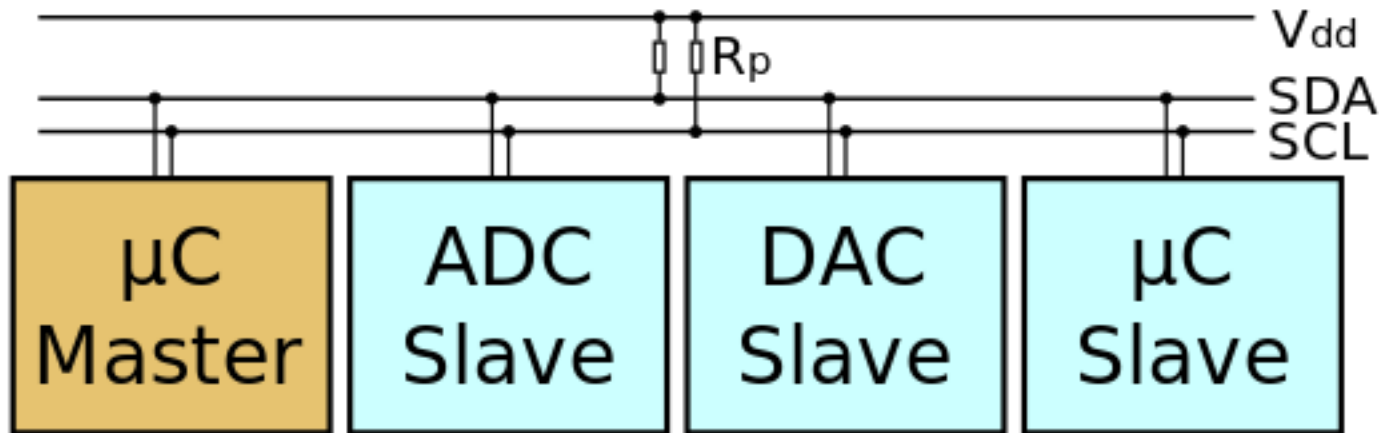 Vdd
Rp
SDA
SCL
µC
Master
ADC
Slave
DAC
Slave
µC
Slave